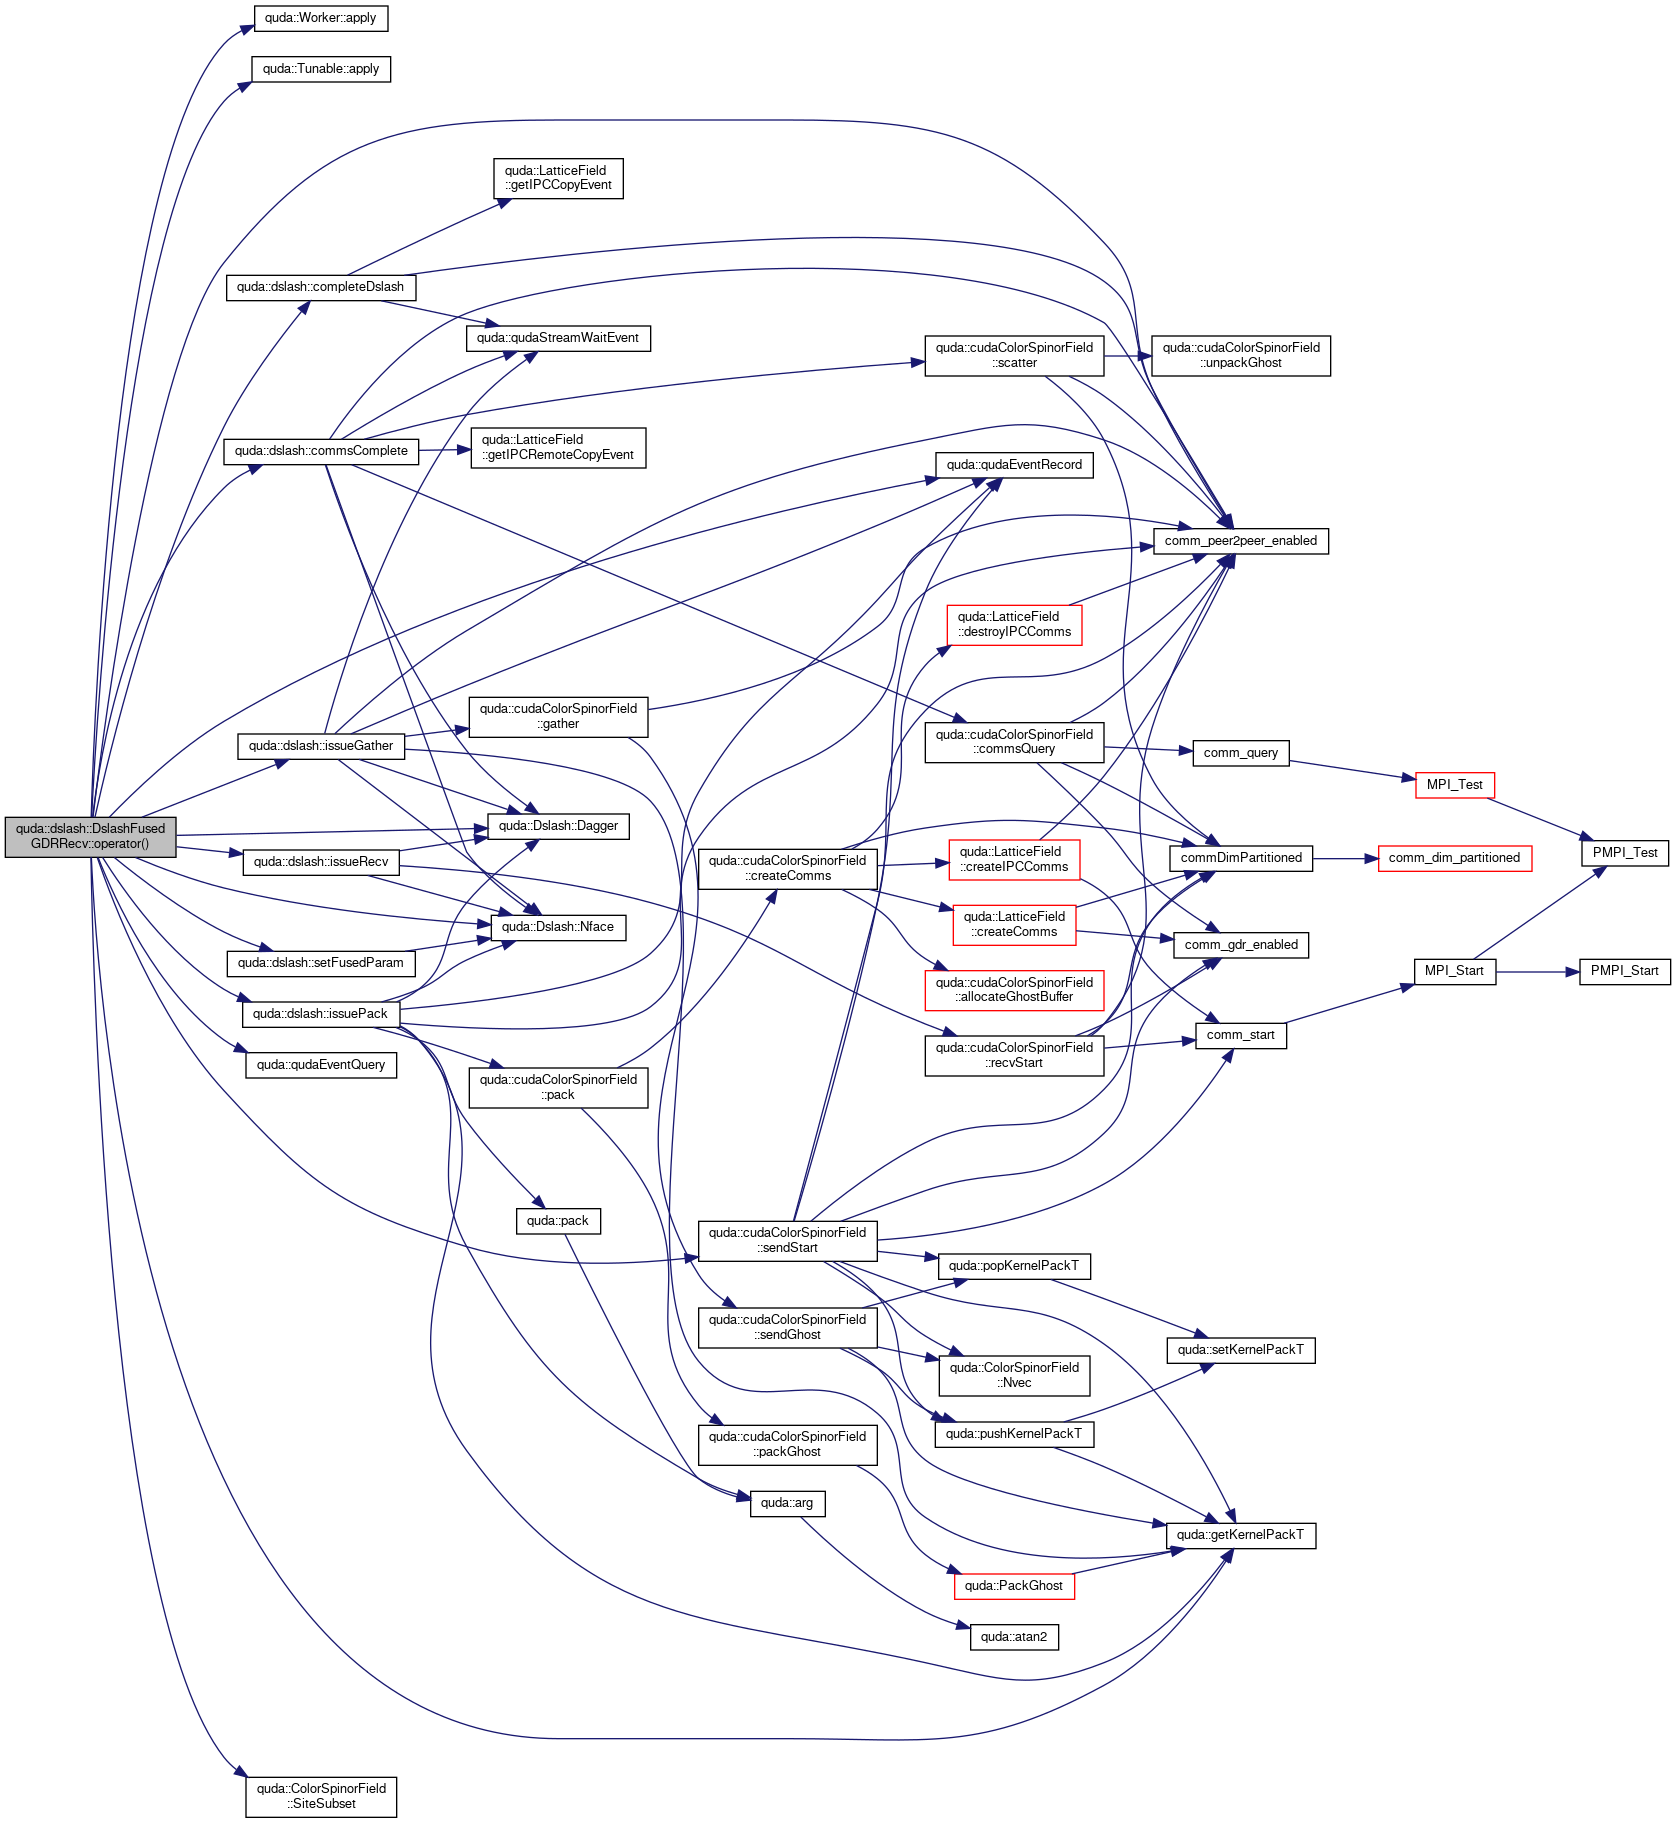 quda::Worker::apply
quda::Tunable::apply
quda::LatticeField
::getIPCCopyEvent
quda::dslash::completeDslash
quda::qudaStreamWaitEvent
quda::cudaColorSpinorField
::scatter
quda::cudaColorSpinorField
::unpackGhost
quda::dslash::commsComplete
quda::LatticeField
::getIPCRemoteCopyEvent
quda::qudaEventRecord
comm_peer2peer_enabled
quda::LatticeField
::destroyIPCComms
quda::cudaColorSpinorField
::gather
quda::dslash::issueGather
quda::cudaColorSpinorField
::commsQuery
comm_query
MPI_Test
quda::dslash::DslashFused
GDRRecv::operator()
quda::Dslash::Dagger
quda::dslash::issueRecv
quda::cudaColorSpinorField
::createComms
quda::LatticeField
::createIPCComms
commDimPartitioned
comm_dim_partitioned
PMPI_Test
quda::Dslash::Nface
quda::LatticeField
::createComms
comm_gdr_enabled
quda::dslash::setFusedParam
quda::cudaColorSpinorField
::allocateGhostBuffer
MPI_Start
PMPI_Start
quda::dslash::issuePack
quda::cudaColorSpinorField
::recvStart
comm_start
quda::qudaEventQuery
quda::cudaColorSpinorField
::pack
quda::pack
quda::cudaColorSpinorField
::sendStart
quda::popKernelPackT
quda::cudaColorSpinorField
::sendGhost
quda::setKernelPackT
quda::ColorSpinorField
::Nvec
quda::pushKernelPackT
quda::cudaColorSpinorField
::packGhost
quda::arg
quda::getKernelPackT
quda::PackGhost
quda::atan2
quda::ColorSpinorField
::SiteSubset